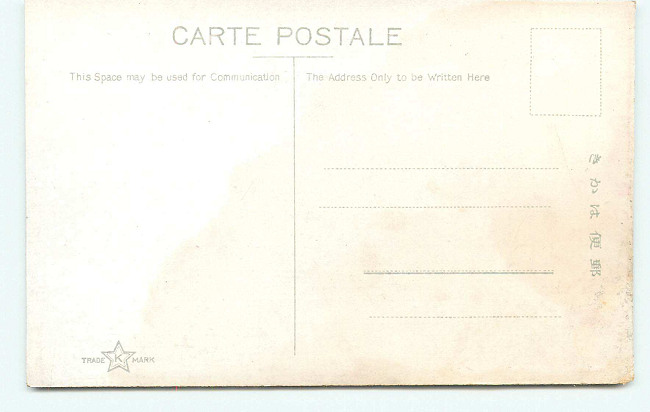 CARTE POSTALE
This Space may be used for Communication
The Address Only to be Written Here
きかは便郵
TRADE K MARK